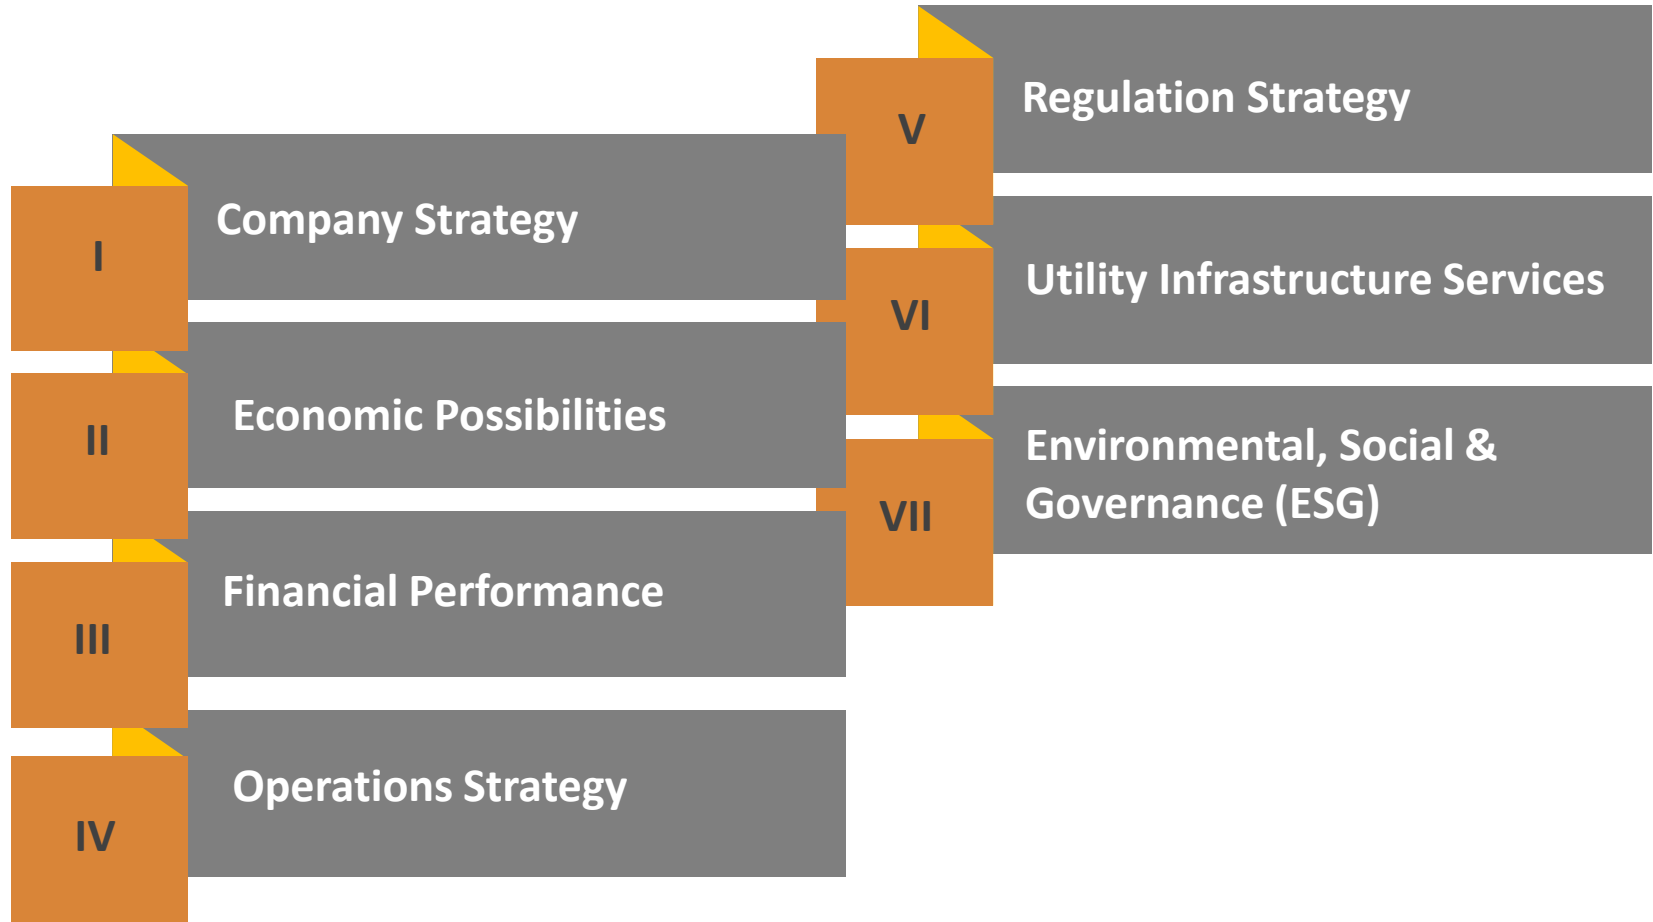 I
Company Strategy
II
Economic Possibilities
III
Financial Performance
IV
Operations Strategy
V
Regulation Strategy
VI
Utility Infrastructure Services
VII
Environmental, Social &
Governance (ESG)